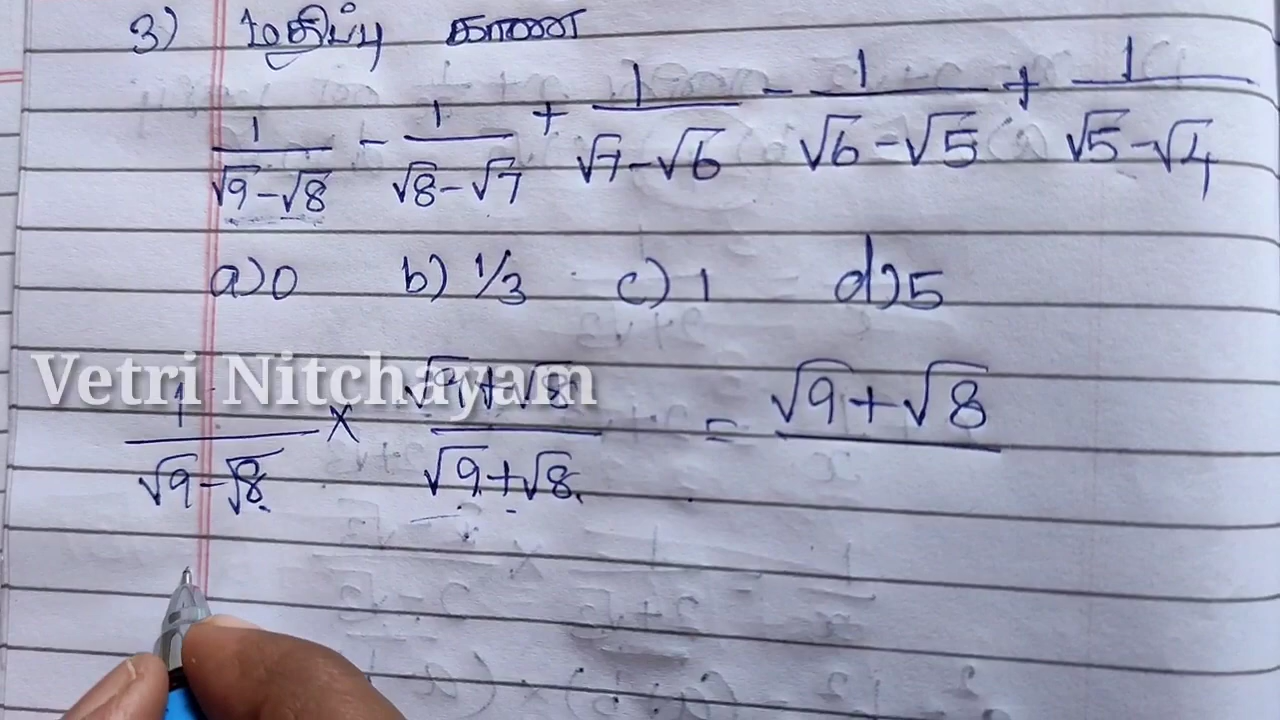 3) மதிப்பு காண
1/(√9-√8) - 1/(√8-√7) + 1/(√7-√6) - 1/(√6-√5) + 1/(√5-√4)
a) 0 b) 1/3 c) 1 d) 5
Vetri Nitchayam
1/(√9-√8) × (√9+√8)/(√9+√8) = √9+√8